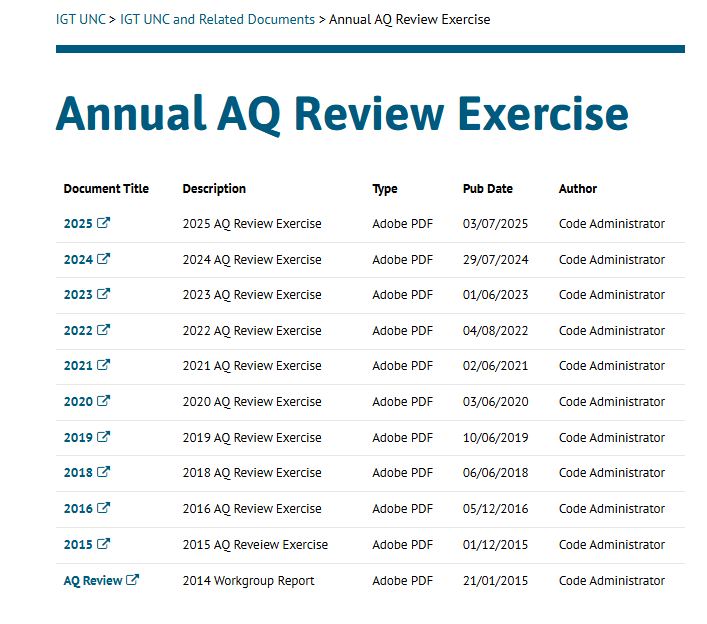 IGT UNC > IGT UNC and Related Documents > Annual AQ Review Exercise
Annual AQ Review Exercise
Document Title Description Type Pub Date Author
2025 2025 AQ Review Exercise Adobe PDF 03/07/2025 Code Administrator
2024 2024 AQ Review Exercise Adobe PDF 29/07/2024 Code Administrator
2023 2023 AQ Review Exercise Adobe PDF 01/06/2023 Code Administrator
2022 2022 AQ Review Exercise Adobe PDF 04/08/2022 Code Administrator
2021 2021 AQ Review Exercise Adobe PDF 02/06/2021 Code Administrator
2020 2020 AQ Review Exercise Adobe PDF 03/06/2020 Code Administrator
2019 2019 AQ Review Exercise Adobe PDF 10/06/2019 Code Administrator
2018 2018 AQ Review Exercise Adobe PDF 06/06/2018 Code Administrator
2016 2016 AQ Review Exercise Adobe PDF 05/12/2016 Code Administrator
2015 2015 AQ Reveiew Exercise Adobe PDF 01/12/2015 Code Administrator
AQ Review 2014 Workgroup Report Adobe PDF 21/01/2015 Code Administrator